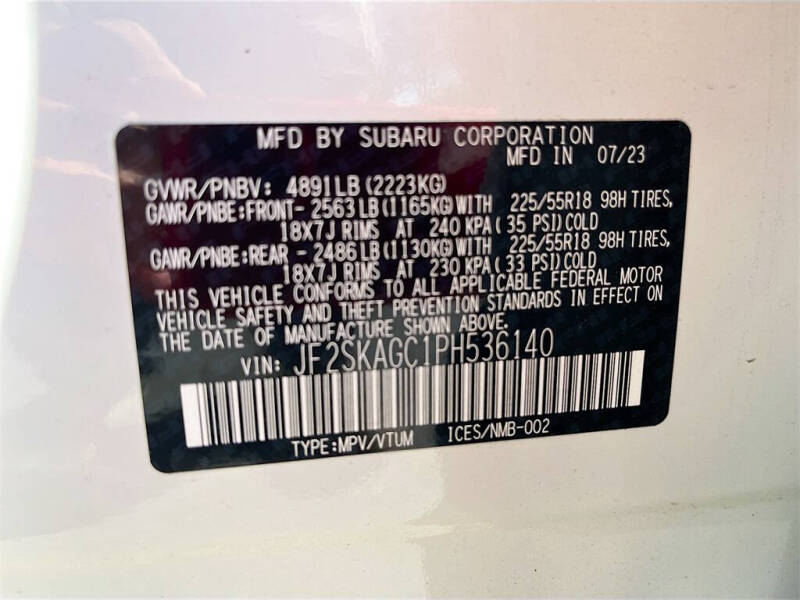 MFD BY SUBARU CORPORATION
MFD IN 07/23
GVWR/PNBV: 4891LB (2223KG)
GAWR/PNBE:FRONT- 2563LB (1165KG) WITH 225/55R18 98H TIRES,
18X7J RIMS AT 240 KPA (35 PSI) COLD
GAWR/PNBE:REAR - 2486LB (1130KG) WITH 225/55R18 98H TIRES,
18X7J RIMS AT 230 KPA (33 PSI) COLD
THIS VEHICLE CONFORMS TO ALL APPLICABLE FEDERAL MOTOR
VEHICLE SAFETY AND THEFT PREVENTION STANDARDS IN EFFECT ON
THE DATE OF MANUFACTURE SHOWN ABOVE.
VIN: JF2SKAGC1PH536140
TYPE:MPV/VTUM ICES/NMB-002